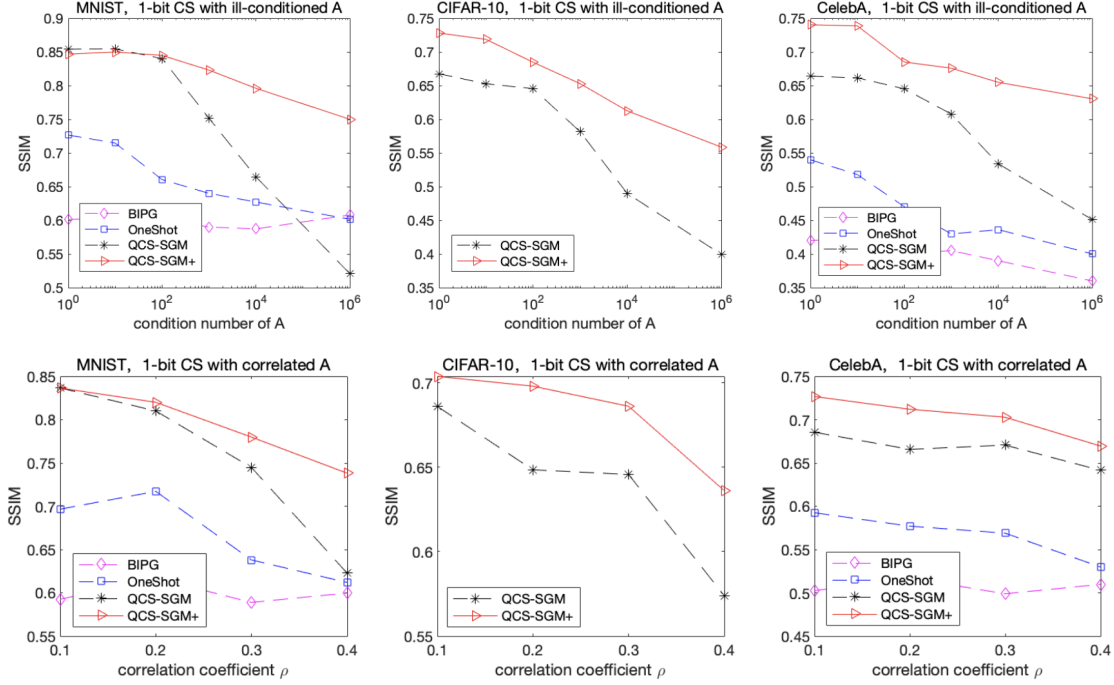 MNIST, 1-bit CS with ill-conditioned A
0.9
0.85
0.8
0.75
0.7
0.65
0.6
0.55
0.5
SSIM
BIPG
OneShot
QCS-SGM
QCS-SGM+
10^0
10^2
10^4
10^6
condition number of A
CIFAR-10, 1-bit CS with ill-conditioned A
0.75
0.7
0.65
0.6
0.55
0.5
0.45
0.4
0.35
SSIM
QCS-SGM
QCS-SGM+
10^0
10^2
10^4
10^6
condition number of A
CelebA, 1-bit CS with ill-conditioned A
0.75
0.7
0.65
0.6
0.55
0.5
0.45
0.4
0.35
SSIM
BIPG
OneShot
QCS-SGM
QCS-SGM+
10^0
10^2
10^4
10^6
condition number of A
MNIST, 1-bit CS with correlated A
0.85
0.8
0.75
0.7
0.65
0.6
0.55
SSIM
BIPG
OneShot
QCS-SGM
QCS-SGM+
0.1
0.2
0.3
0.4
correlation coefficient ρ
CIFAR-10, 1-bit CS with correlated A
0.7
0.65
0.6
0.55
SSIM
QCS-SGM
QCS-SGM+
0.1
0.2
0.3
0.4
correlation coefficient ρ
CelebA, 1-bit CS with correlated A
0.75
0.7
0.65
0.6
0.55
0.5
0.45
SSIM
BIPG
OneShot
QCS-SGM
QCS-SGM+
0.1
0.2
0.3
0.4
correlation coefficient ρ